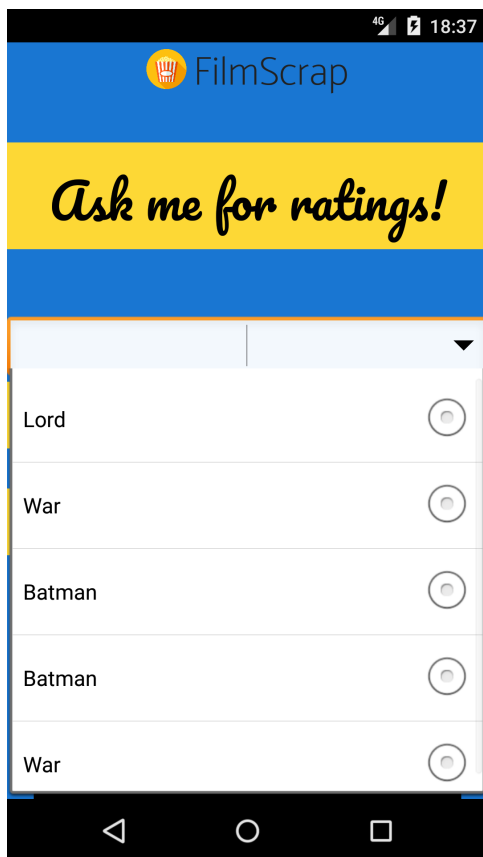 4G 18:37
FilmScrap
Ask me for ratings!
Lord
War
Batman
Batman
War